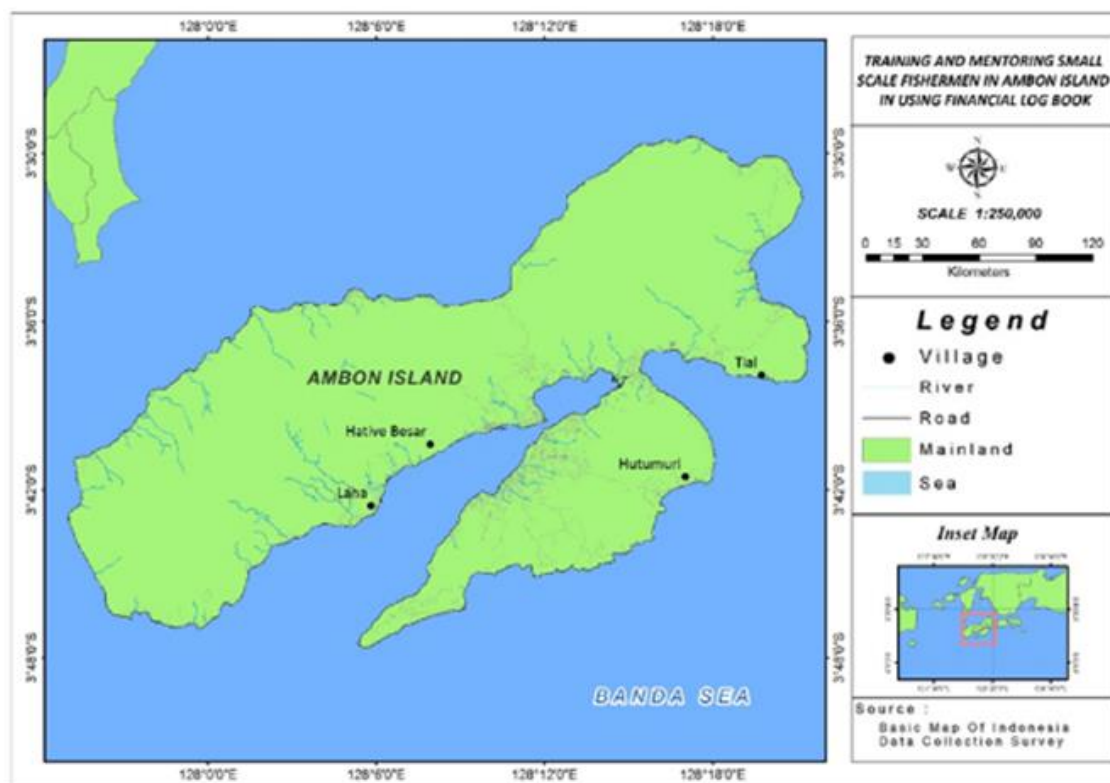 128°0'0"E 128°6'0"E 128°12'0"E 128°18'0"E
3°30'0"S 3°30'0"S
3°36'0"S 3°36'0"S
Tial
AMBON ISLAND
Hative Besar
Hutumuri
3°42'0"S 3°42'0"S
Laha
3°48'0"S 3°48'0"S
BANDA SEA
128°0'0"E 128°6'0"E 128°12'0"E 128°18'0"E
TRAINING AND MENTORING SMALL
SCALE FISHERMEN IN AMBON ISLAND
IN USING FINANCIAL LOG BOOK
N
W E
S
SCALE 1:250,000
0 15 30 60 90 120
Kilometers
Legend
Village
River
Road
Mainland
Sea
Inset Map
Source :
Basic Map Of Indonesia
Data Collection Survey